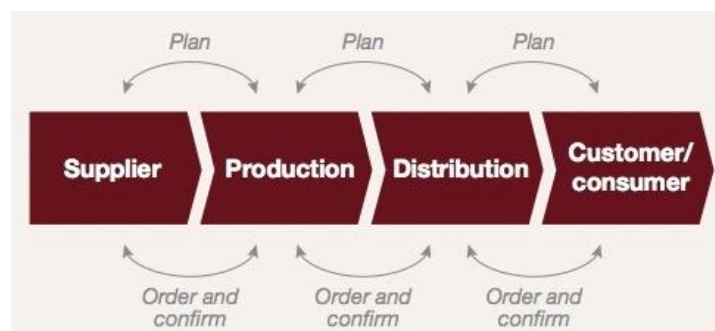 Plan Plan Plan
Supplier Production Distribution Customer/
consumer
Order and Order and Order and
confirm confirm confirm